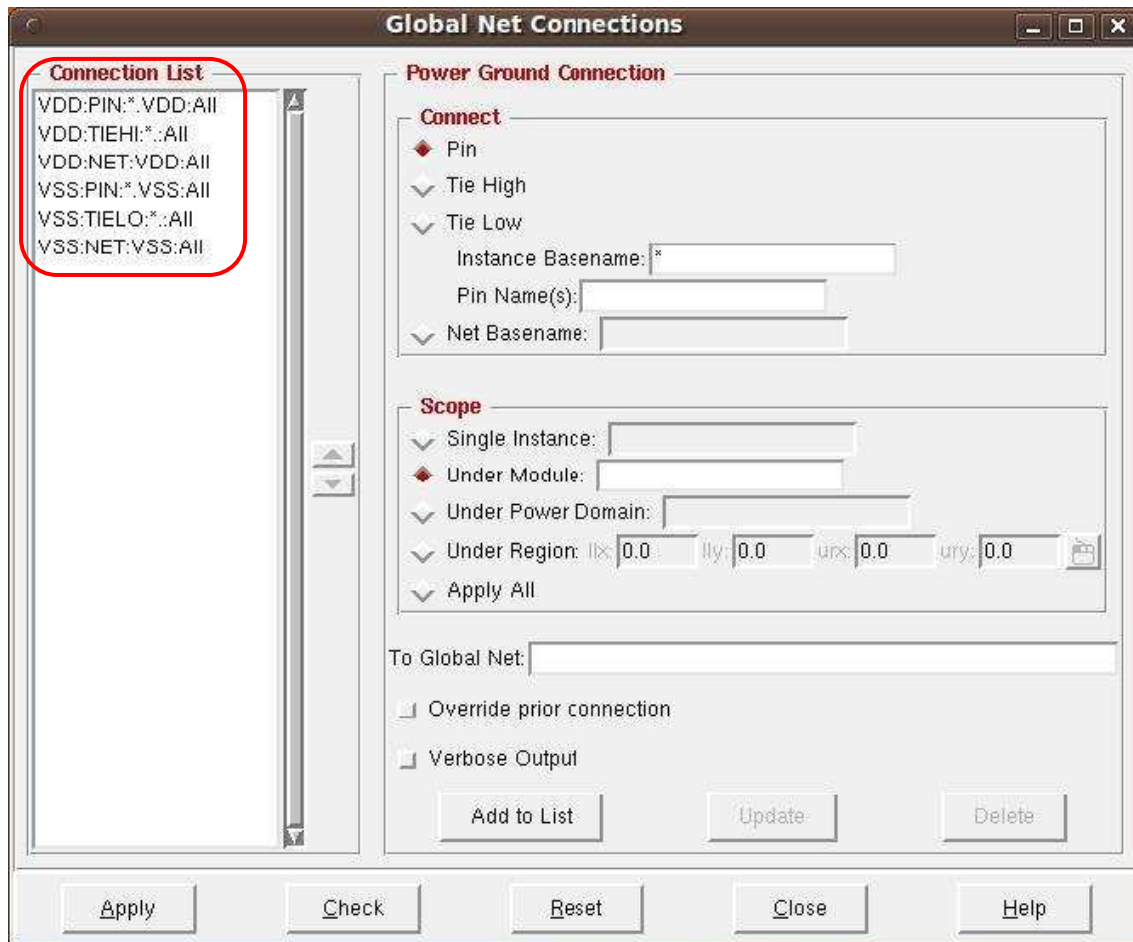 Global Net Connections
Connection List
VDD:PIN:*.VDD:All
VDD:TIEHI:*.:All
VDD:NET:VDD:All
VSS:PIN:*.VSS:All
VSS:TIELO:*.:All
VSS:NET:VSS:All
Power Ground Connection
Connect
Pin
Tie High
Tie Low
Instance Basename: *
Pin Name(s):
Net Basename:
Scope
Single Instance:
Under Module:
Under Power Domain:
Under Region: llx: 0.0 lly: 0.0 urx: 0.0 ury: 0.0
Apply All
To Global Net:
Override prior connection
Verbose Output
Add to List Update Delete
Apply Check Reset Close Help